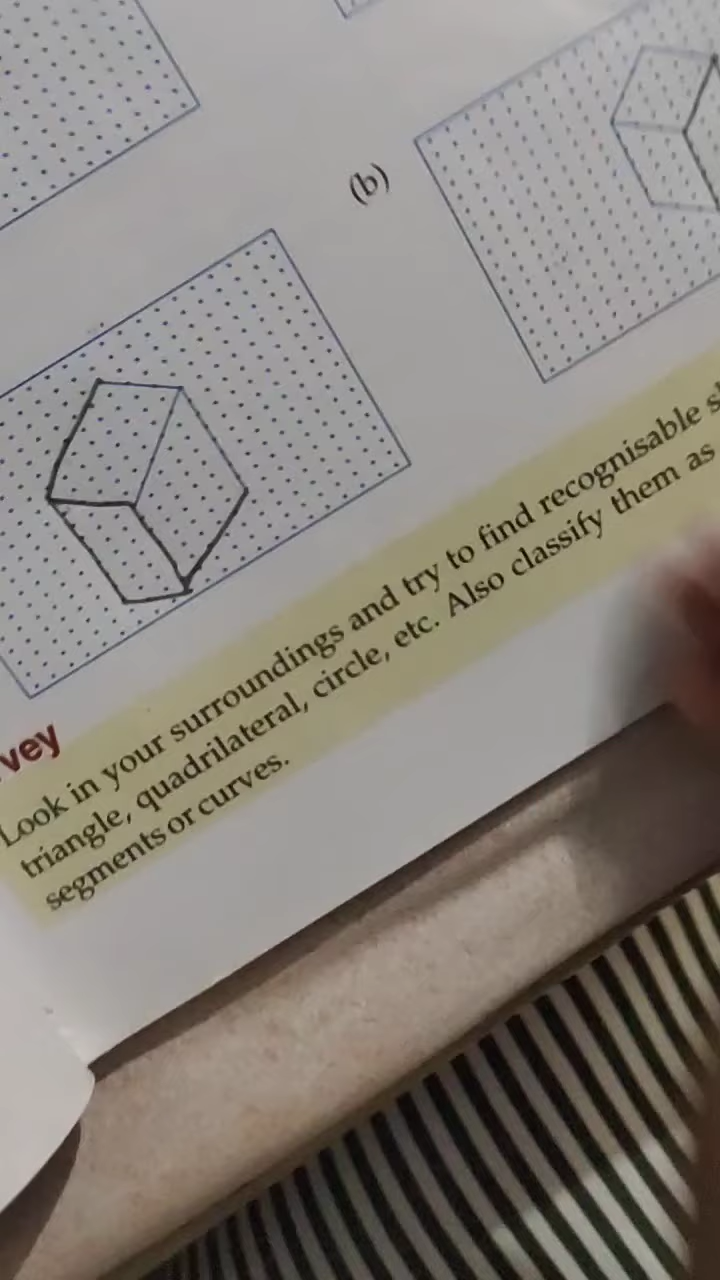 (b)
vey
Look in your surroundings and try to find recognisable
triangle, quadrilateral, circle, etc. Also classify them as
segments or curves.